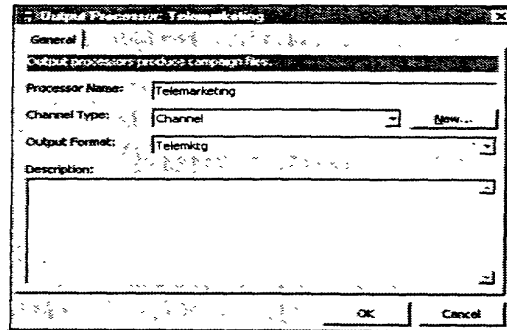 Output Processor: Telemarketing
General
Output processors produce campaign files.
Processor Name: Telemarketing
Channel Type: Channel New...
Output Format: Telemktg
Description:
OK Cancel